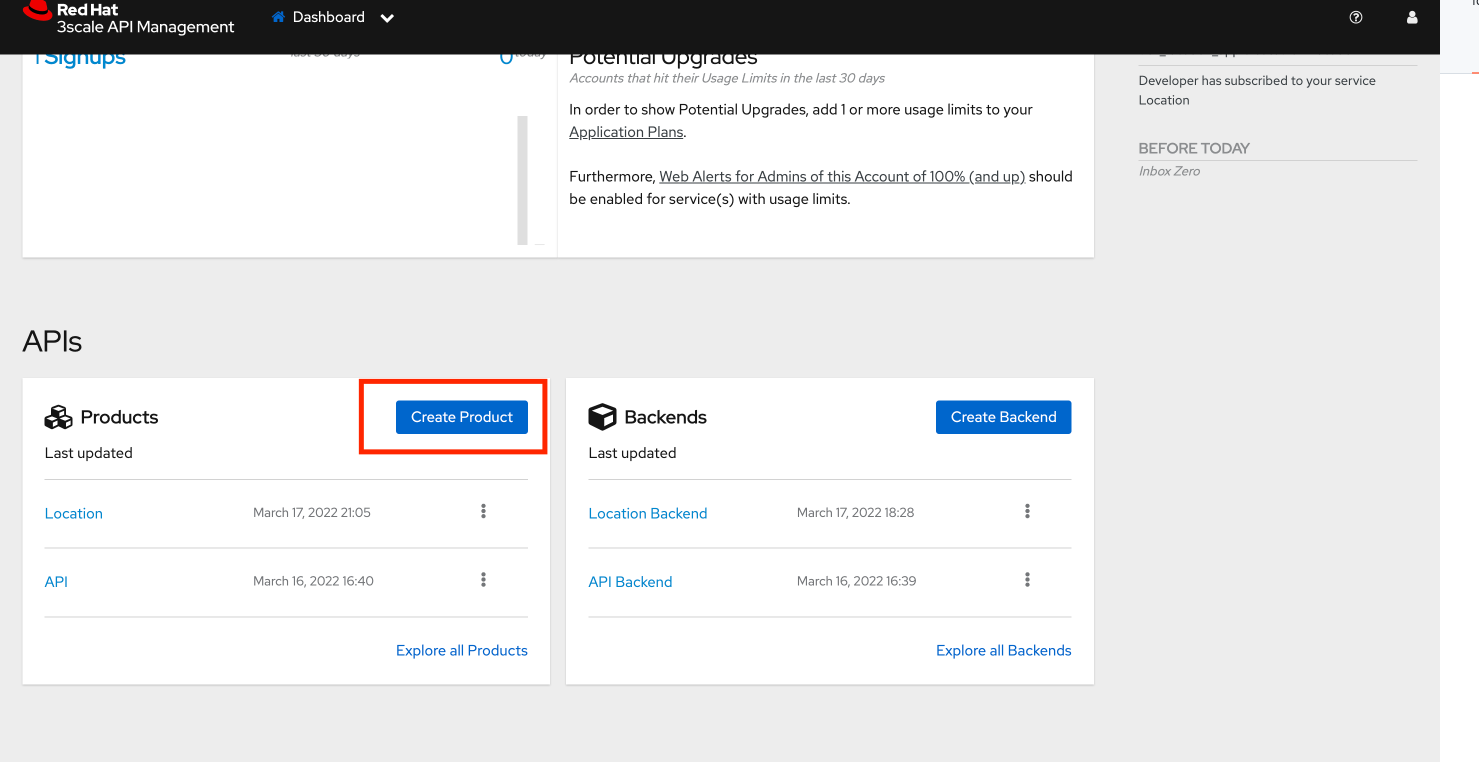 Red Hat
3scale API Management
Dashboard
1 Signups
last 30 days
0 today
Potential Upgrades
Accounts that hit their Usage Limits in the last 30 days
In order to show Potential Upgrades, add 1 or more usage limits to your
Application Plans.
Furthermore, Web Alerts for Admins of this Account of 100% (and up) should
be enabled for service(s) with usage limits.
Developer has subscribed to your service
Location
BEFORE TODAY
Inbox Zero
APIs
Products
Create Product
Last updated
Location March 17, 2022 21:05
API March 16, 2022 16:40
Explore all Products
Backends
Create Backend
Last updated
Location Backend March 17, 2022 18:28
API Backend March 16, 2022 16:39
Explore all Backends